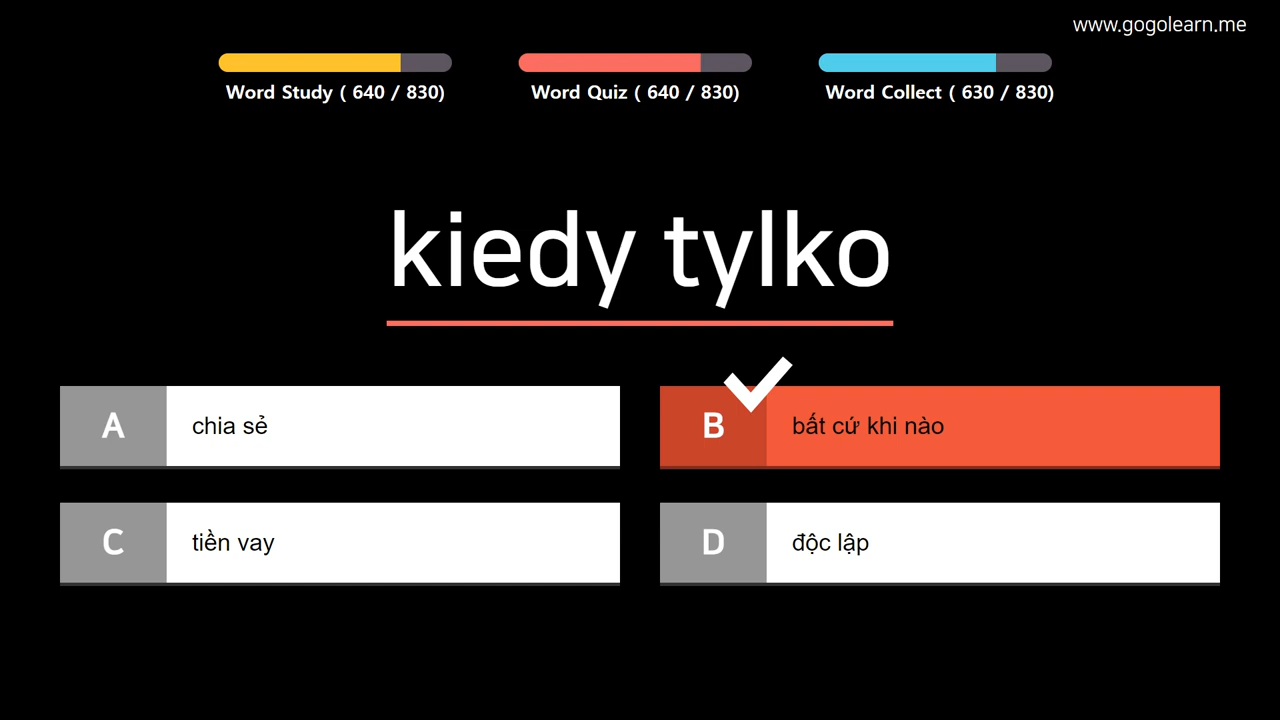 www.gogolearn.me
Word Study ( 640 / 830)
Word Quiz ( 640 / 830)
Word Collect ( 630 / 830)
kiedy tylko
A chia sẻ
B bất cứ khi nào
C tiền vay
D độc lập